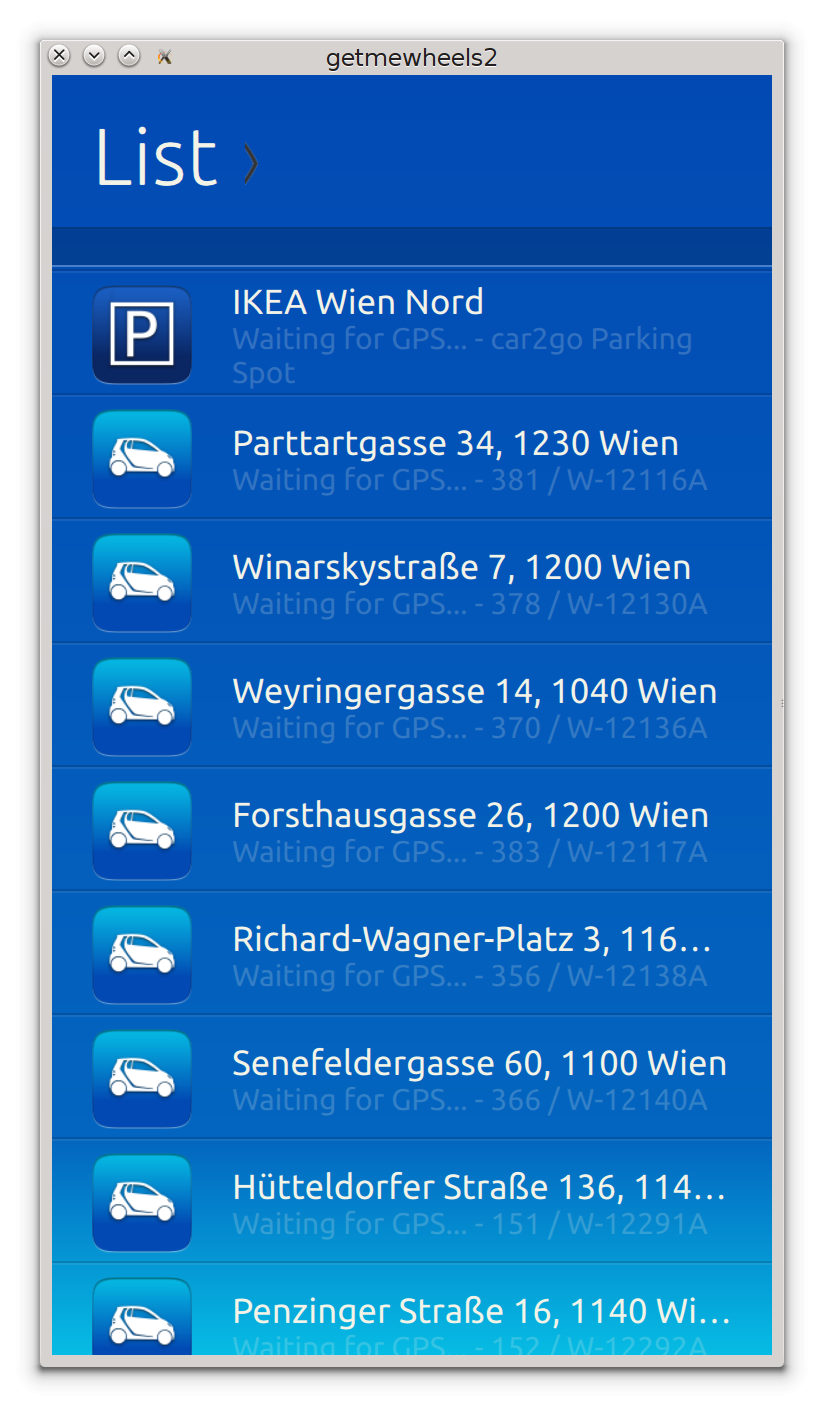 getmewheels2
List ›
P
IKEA Wien Nord
Waiting for GPS... - car2go Parking
Spot
Parttartgasse 34, 1230 Wien
Waiting for GPS... - 381 / W-12116A
Winarskystraße 7, 1200 Wien
Waiting for GPS... - 378 / W-12130A
Weyringergasse 14, 1040 Wien
Waiting for GPS... - 370 / W-12136A
Forsthausgasse 26, 1200 Wien
Waiting for GPS... - 383 / W-12117A
Richard-Wagner-Platz 3, 116...
Waiting for GPS... - 356 / W-12138A
Senefeldergasse 60, 1100 Wien
Waiting for GPS... - 366 / W-12140A
Hütteldorfer Straße 136, 114...
Waiting for GPS... - 151 / W-12291A
Penzinger Straße 16, 1140 Wi...
Waiting for GPS... - 152 / W-12292A